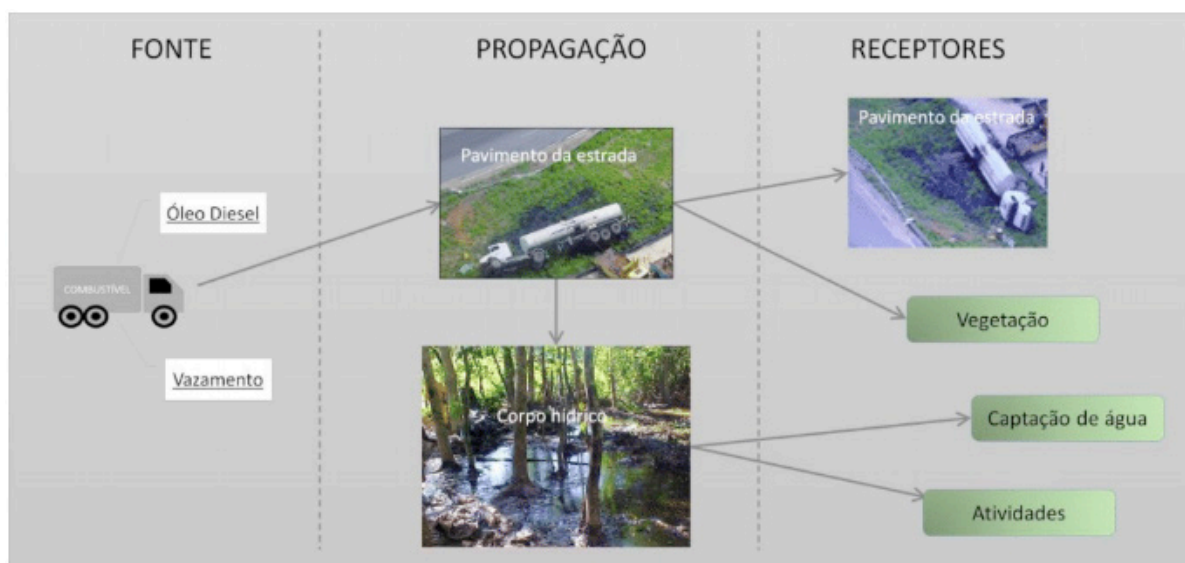 FONTE
PROPAGAÇÃO
RECEPTORES
Óleo Diesel
COMBUSTÍVEL
Vazamento
Pavimento da estrada
Corpo hídrico
Pavimento da estrada
Vegetação
Captação de água
Atividades